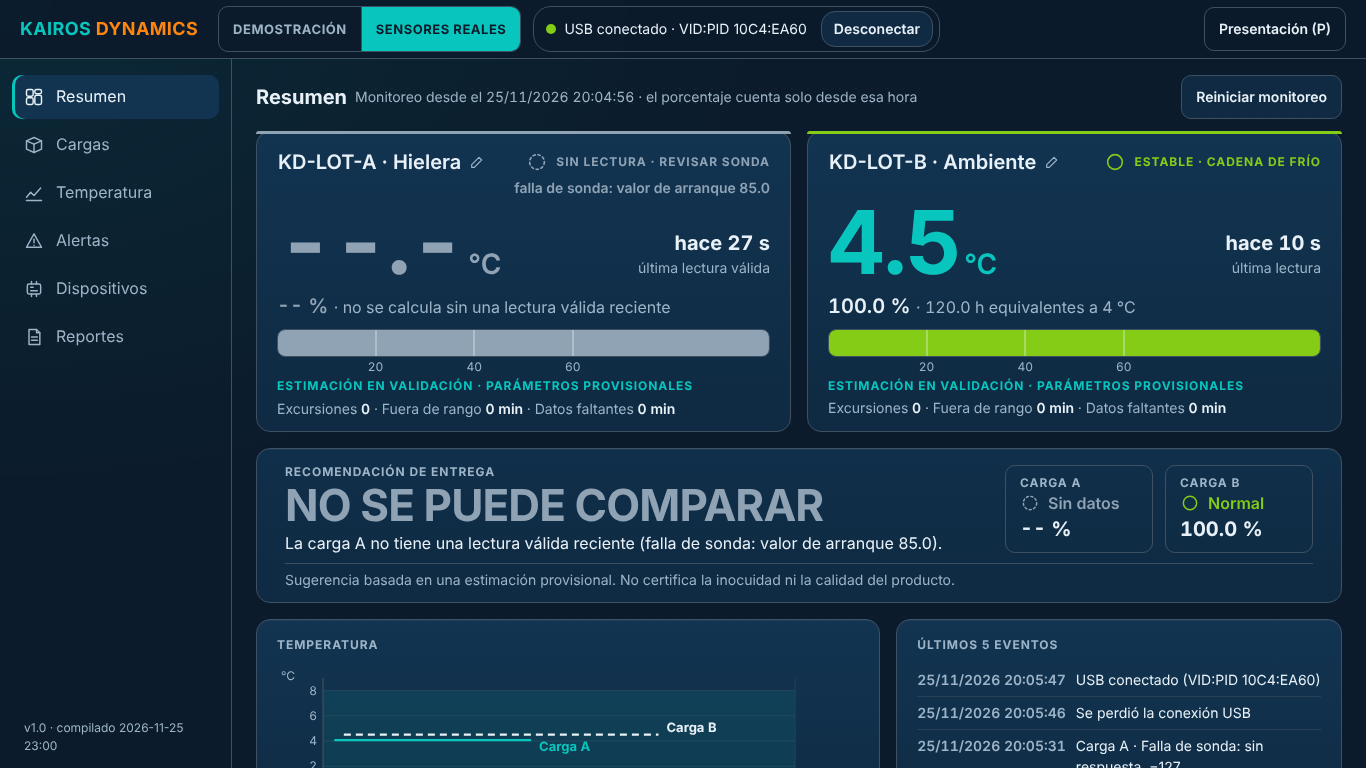 KAIROS DYNAMICS
DEMOSTRACIÓN
SENSORES REALES
USB conectado · VID:PID 10C4:EA60
Desconectar
Presentación (P)
Resumen
Cargas
Temperatura
Alertas
Dispositivos
Reportes
v1.0 · compilado 2026-11-25
23:00
Resumen Monitoreo desde el 25/11/2026 20:04:56 · el porcentaje cuenta solo desde esa hora
Reiniciar monitoreo
KD-LOT-A · Hielera
SIN LECTURA · REVISAR SONDA
falla de sonda: valor de arranque 85.0
--.- °C
hace 27 s
última lectura válida
-- % · no se calcula sin una lectura válida reciente
20 40 60
ESTIMACIÓN EN VALIDACIÓN · PARÁMETROS PROVISIONALES
Excursiones 0 · Fuera de rango 0 min · Datos faltantes 0 min
KD-LOT-B · Ambiente
ESTABLE · CADENA DE FRÍO
4.5 °C
hace 10 s
última lectura
100.0 % · 120.0 h equivalentes a 4 °C
20 40 60
ESTIMACIÓN EN VALIDACIÓN · PARÁMETROS PROVISIONALES
Excursiones 0 · Fuera de rango 0 min · Datos faltantes 0 min
RECOMENDACIÓN DE ENTREGA
NO SE PUEDE COMPARAR
La carga A no tiene una lectura válida reciente (falla de sonda: valor de arranque 85.0).
Sugerencia basada en una estimación provisional. No certifica la inocuidad ni la calidad del producto.
CARGA A
Sin datos
-- %
CARGA B
Normal
100.0 %
TEMPERATURA
°C
8
6
4
2
Carga B
Carga A
ÚLTIMOS 5 EVENTOS
25/11/2026 20:05:47 USB conectado (VID:PID 10C4:EA60)
25/11/2026 20:05:46 Se perdió la conexión USB
25/11/2026 20:05:31 Carga A · Falla de sonda: sin
respuesta, −127